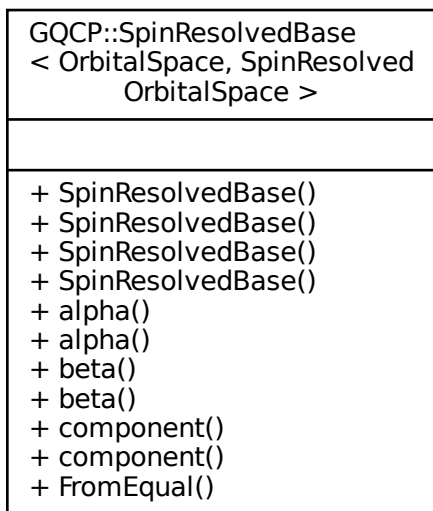 GQCP::SpinResolvedBase
< OrbitalSpace, SpinResolved
OrbitalSpace >
+ SpinResolvedBase()
+ SpinResolvedBase()
+ SpinResolvedBase()
+ SpinResolvedBase()
+ alpha()
+ alpha()
+ beta()
+ beta()
+ component()
+ component()
+ FromEqual()